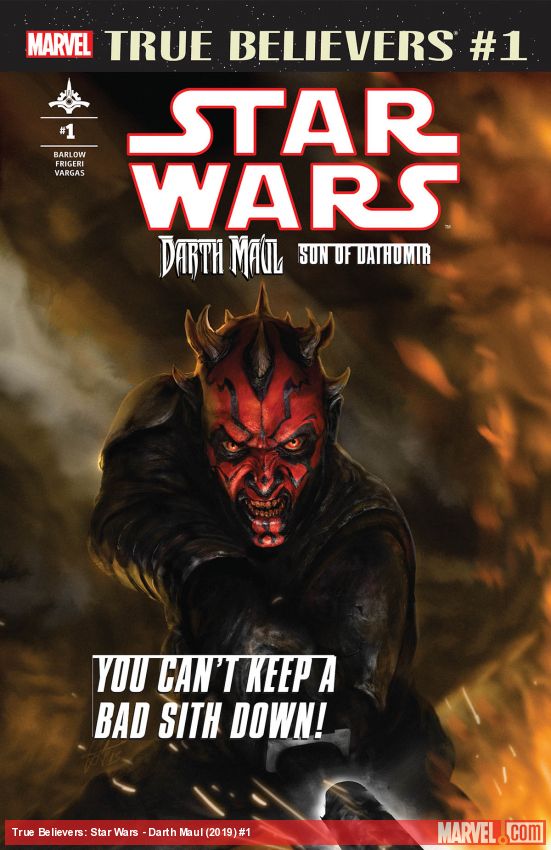 MARVEL TRUE BELIEVERS® #1
#1
BARLOW
FRIGERI
VARGAS
STAR
WARS™
DARTH MAUL SON OF DATHOMIR
YOU CAN'T KEEP A
BAD SITH DOWN!
True Believers: Star Wars - Darth Maul (2019) #1
MARVEL.COM